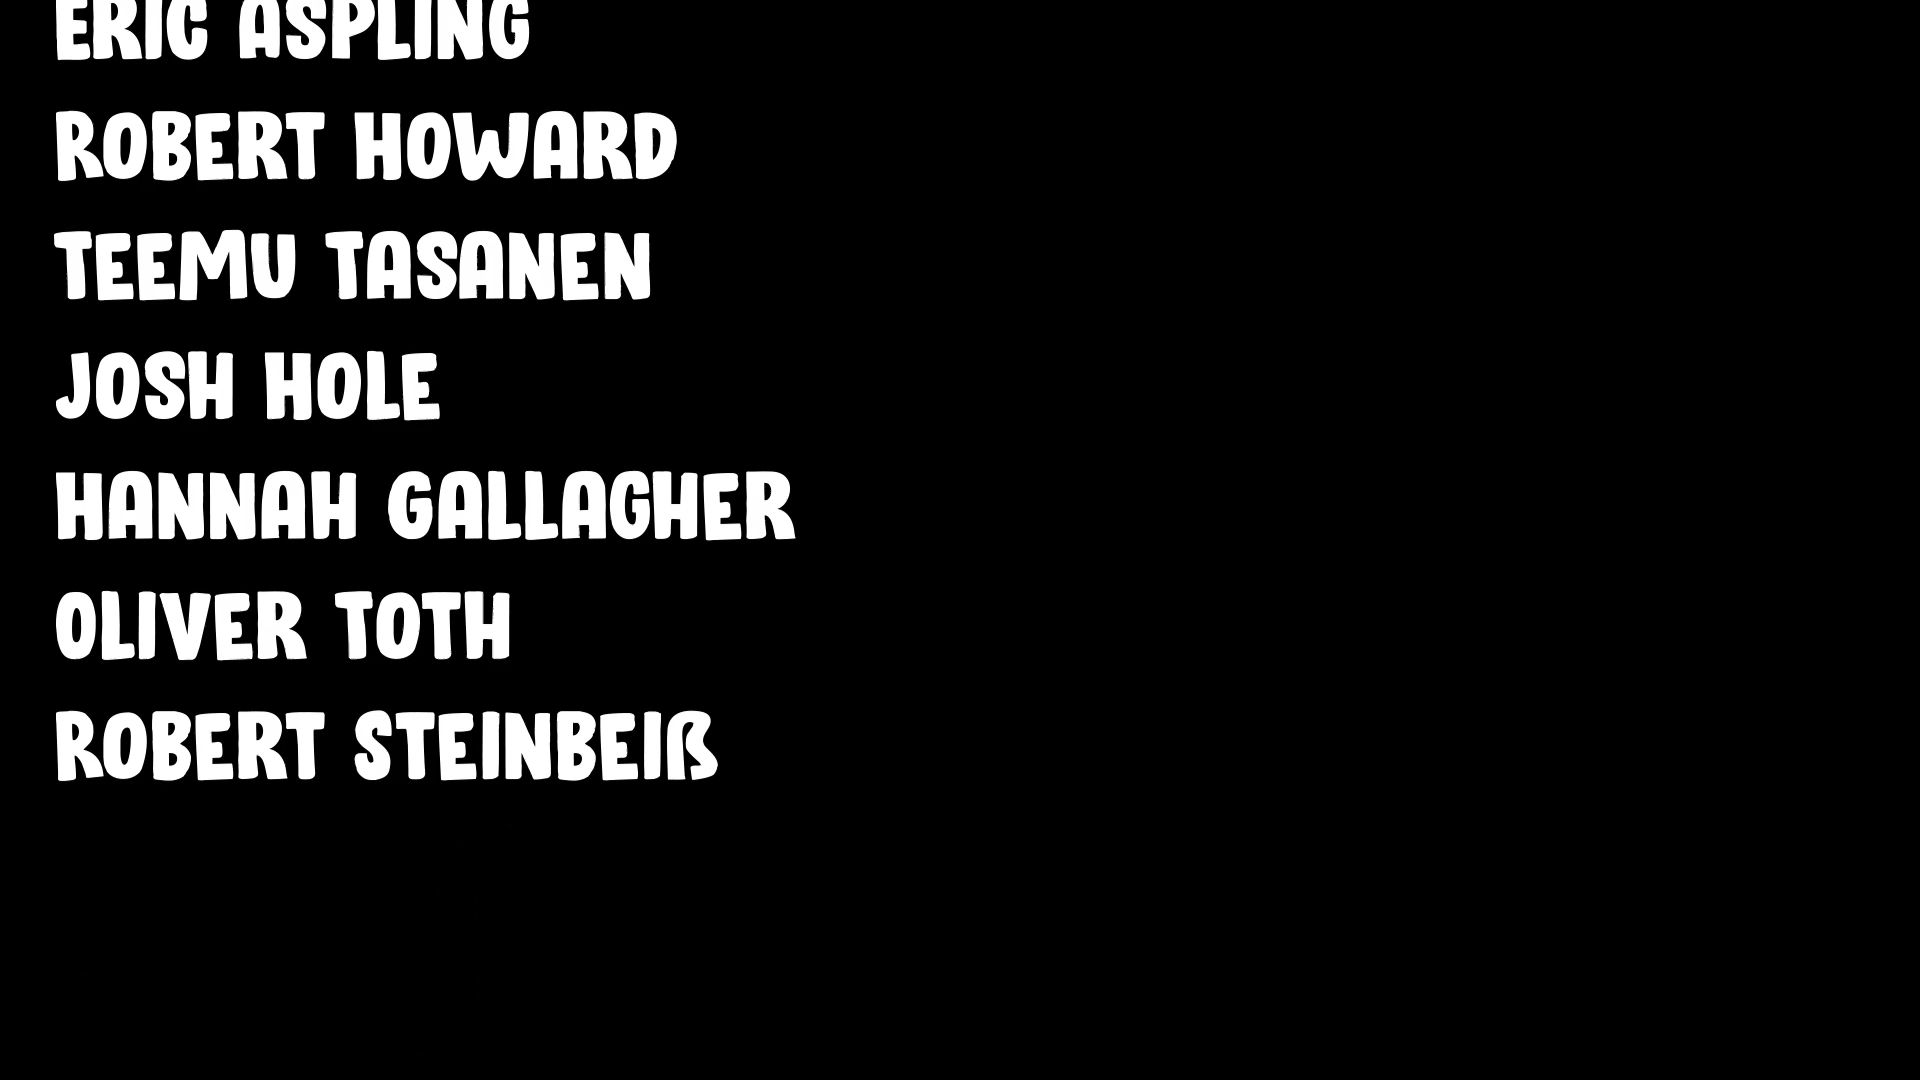 ERIC ASPLING
ROBERT HOWARD
TEEMU TASANEN
JOSH HOLE
HANNAH GALLAGHER
OLIVER TOTH
ROBERT STEINBEIß